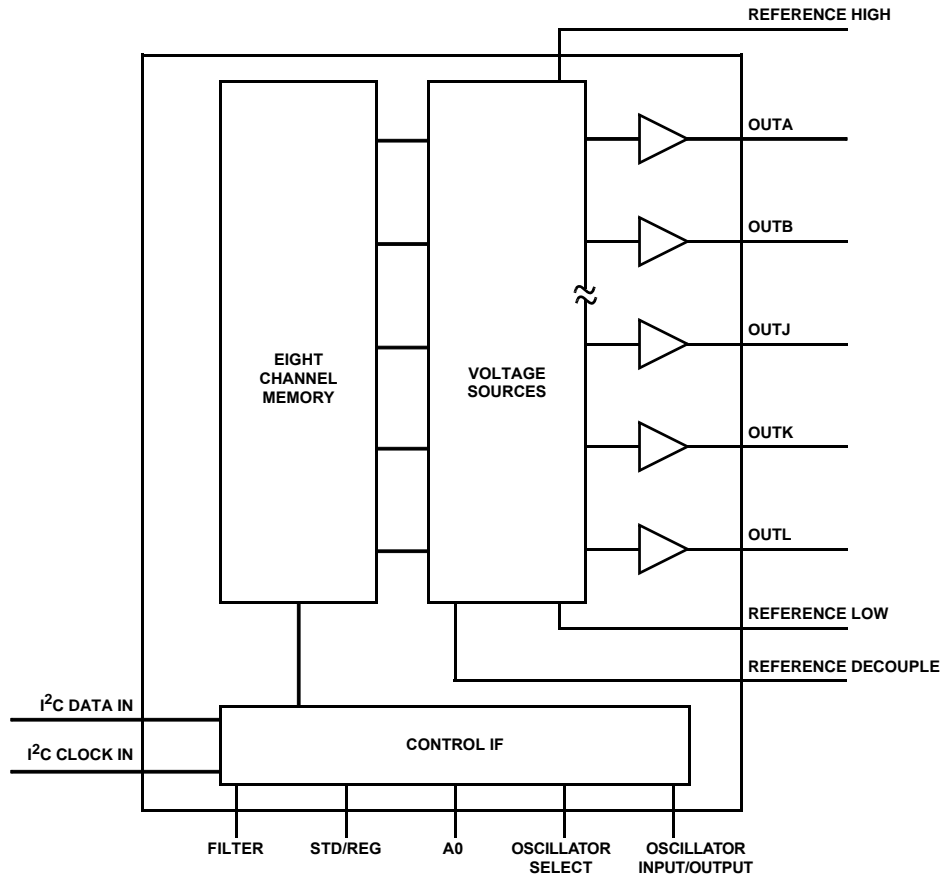 REFERENCE HIGH
OUTA
OUTB
OUTJ
EIGHT
CHANNEL
MEMORY
VOLTAGE
SOURCES
OUTK
OUTL
REFERENCE LOW
REFERENCE DECOUPLE
I²C DATA IN
I²C CLOCK IN
CONTROL IF
FILTER
STD/REG
A0
OSCILLATOR
SELECT
OSCILLATOR
INPUT/OUTPUT